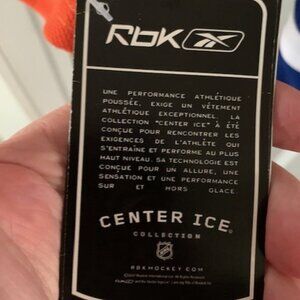 Rbk
UNE PERFORMANCE ATHLÉTIQUE
POUSSÉE, EXIGE UN VÊTEMENT
ATHLÉTIQUE EXCEPTIONNEL. LA
COLLECTION "CENTER ICE" A ÉTÉ
CONÇUE POUR RENCONTRER LES
EXIGENCES DE L'ATHLÈTE QUI
S'ENTRAINE ET PERFORME AU PLUS
HAUT NIVEAU. SA TECHNOLOGIE EST
CONÇUE POUR UN ALLURE, UNE
SENSATION ET UNE PERFORMANCE
SUR ET HORS GLACE.
CENTER ICE®
COLLECTION
NHL
RBKHOCKEY.COM